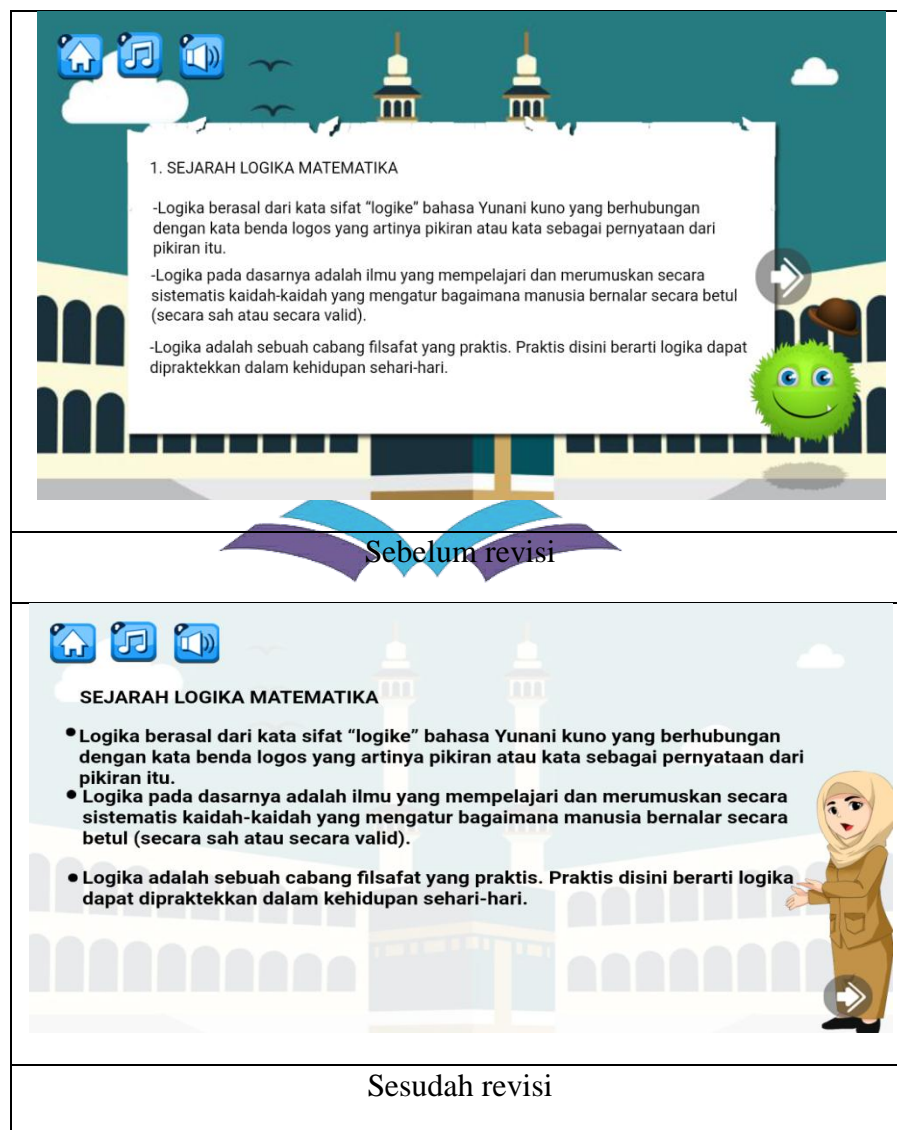 1. SEJARAH LOGIKA MATEMATIKA
-Logika berasal dari kata sifat “logike” bahasa Yunani kuno yang berhubungan
dengan kata benda logos yang artinya pikiran atau kata sebagai pernyataan dari
pikiran itu.
-Logika pada dasarnya adalah ilmu yang mempelajari dan merumuskan secara
sistematis kaidah-kaidah yang mengatur bagaimana manusia bernalar secara betul
(secara sah atau secara valid).
-Logika adalah sebuah cabang filsafat yang praktis. Praktis disini berarti logika dapat
dipraktekkan dalam kehidupan sehari-hari.
Sebelum revisi
SEJARAH LOGIKA MATEMATIKA
•Logika berasal dari kata sifat “logike” bahasa Yunani kuno yang berhubungan
dengan kata benda logos yang artinya pikiran atau kata sebagai pernyataan dari
pikiran itu.
• Logika pada dasarnya adalah ilmu yang mempelajari dan merumuskan secara
sistematis kaidah-kaidah yang mengatur bagaimana manusia bernalar secara
betul (secara sah atau secara valid).
• Logika adalah sebuah cabang filsafat yang praktis. Praktis disini berarti logika
dapat dipraktekkan dalam kehidupan sehari-hari.
Sesudah revisi